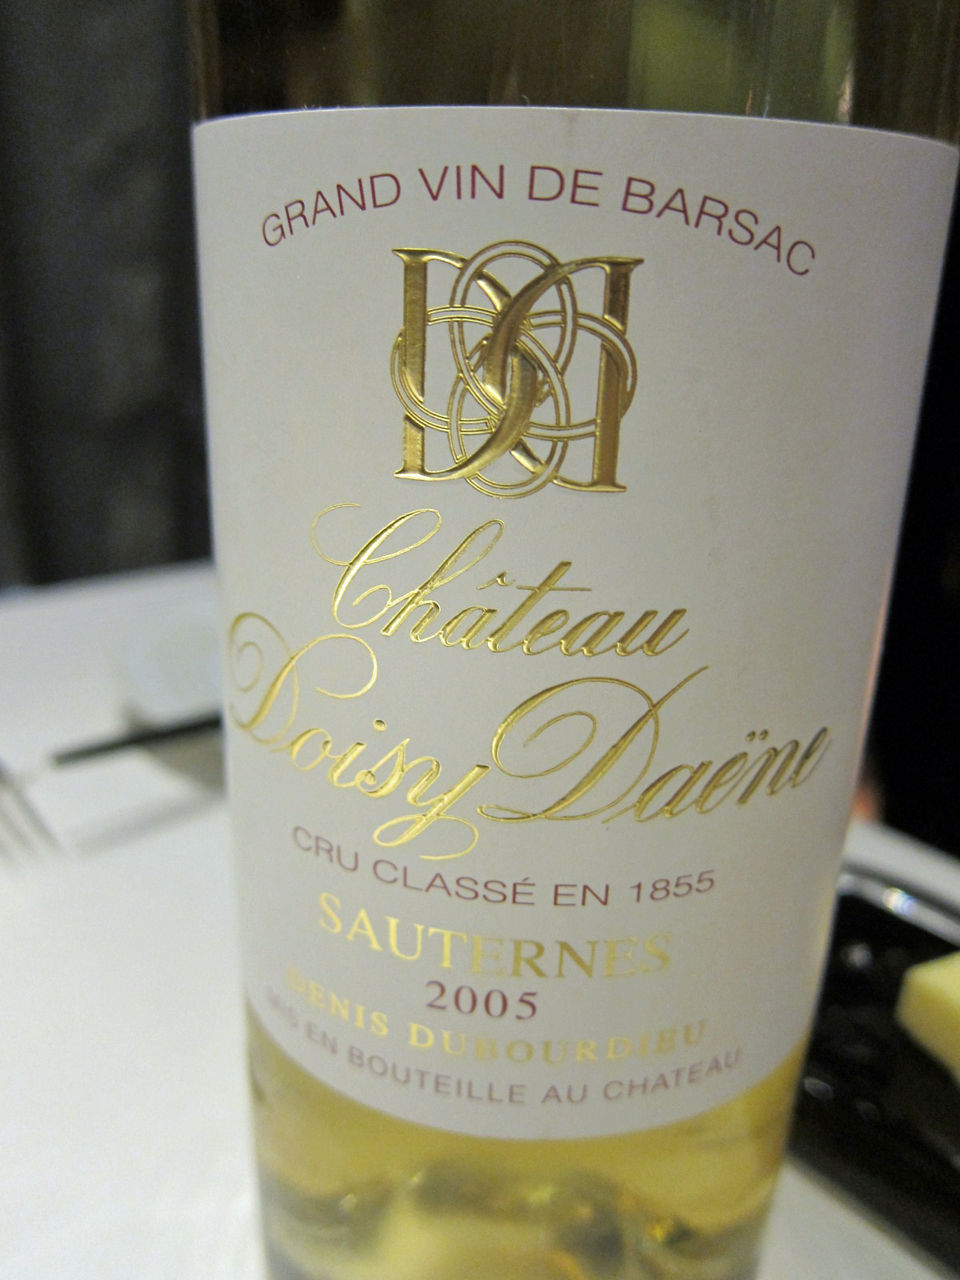 GRAND VIN DE BARSAC
Château
Doisy Daëne
CRU CLASSÉ EN 1855
SAUTERNES
2005
DENIS DUBOURDIEU
MIS EN BOUTEILLE AU CHATEAU